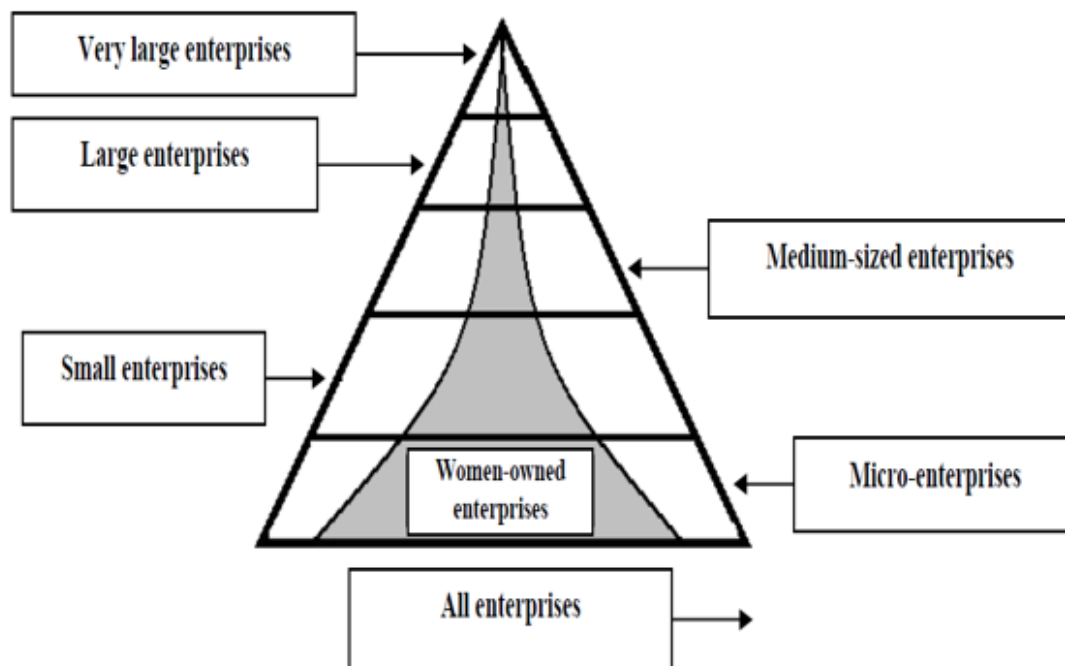 Very large enterprises
Large enterprises
Medium-sized enterprises
Small enterprises
Micro-enterprises
Women-owned
enterprises
All enterprises